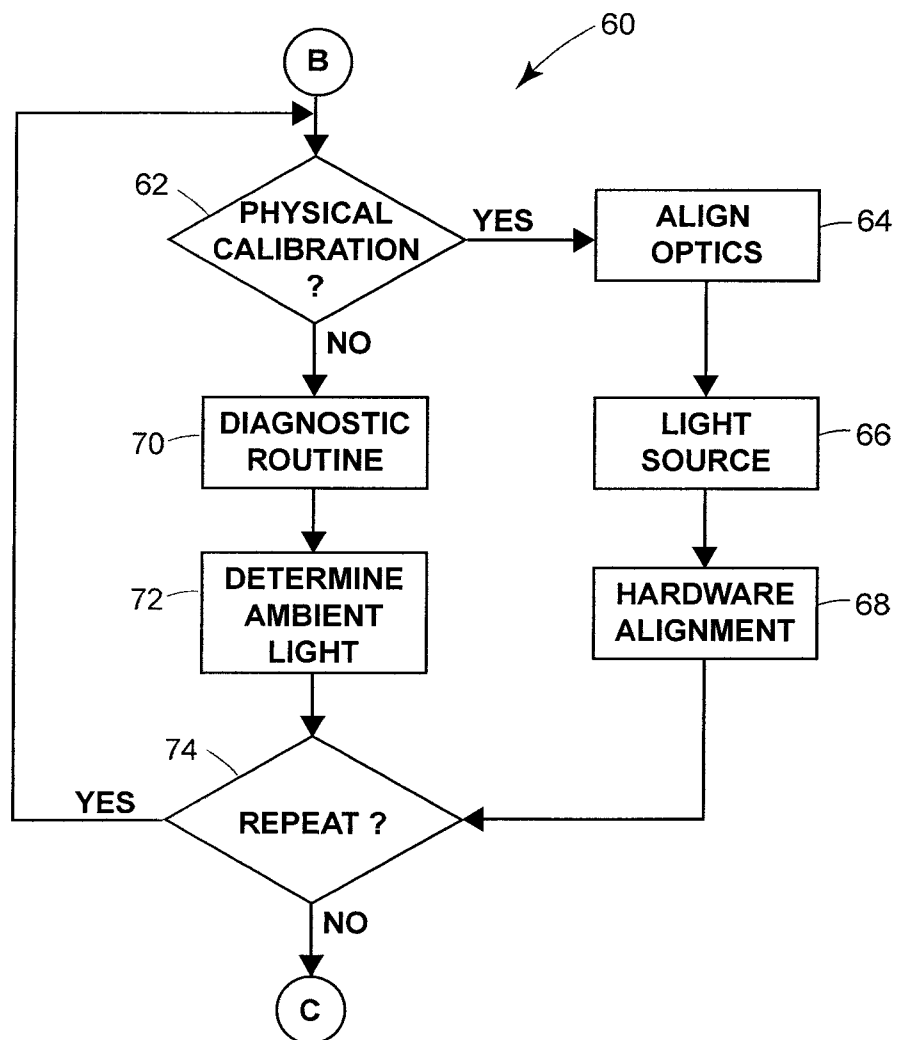 60
B
62
PHYSICAL
CALIBRATION
?
YES
ALIGN
OPTICS
64
NO
DIAGNOSTIC
ROUTINE
70
LIGHT
SOURCE
66
DETERMINE
AMBIENT
LIGHT
72
HARDWARE
ALIGNMENT
68
74
YES
REPEAT ?
NO
C